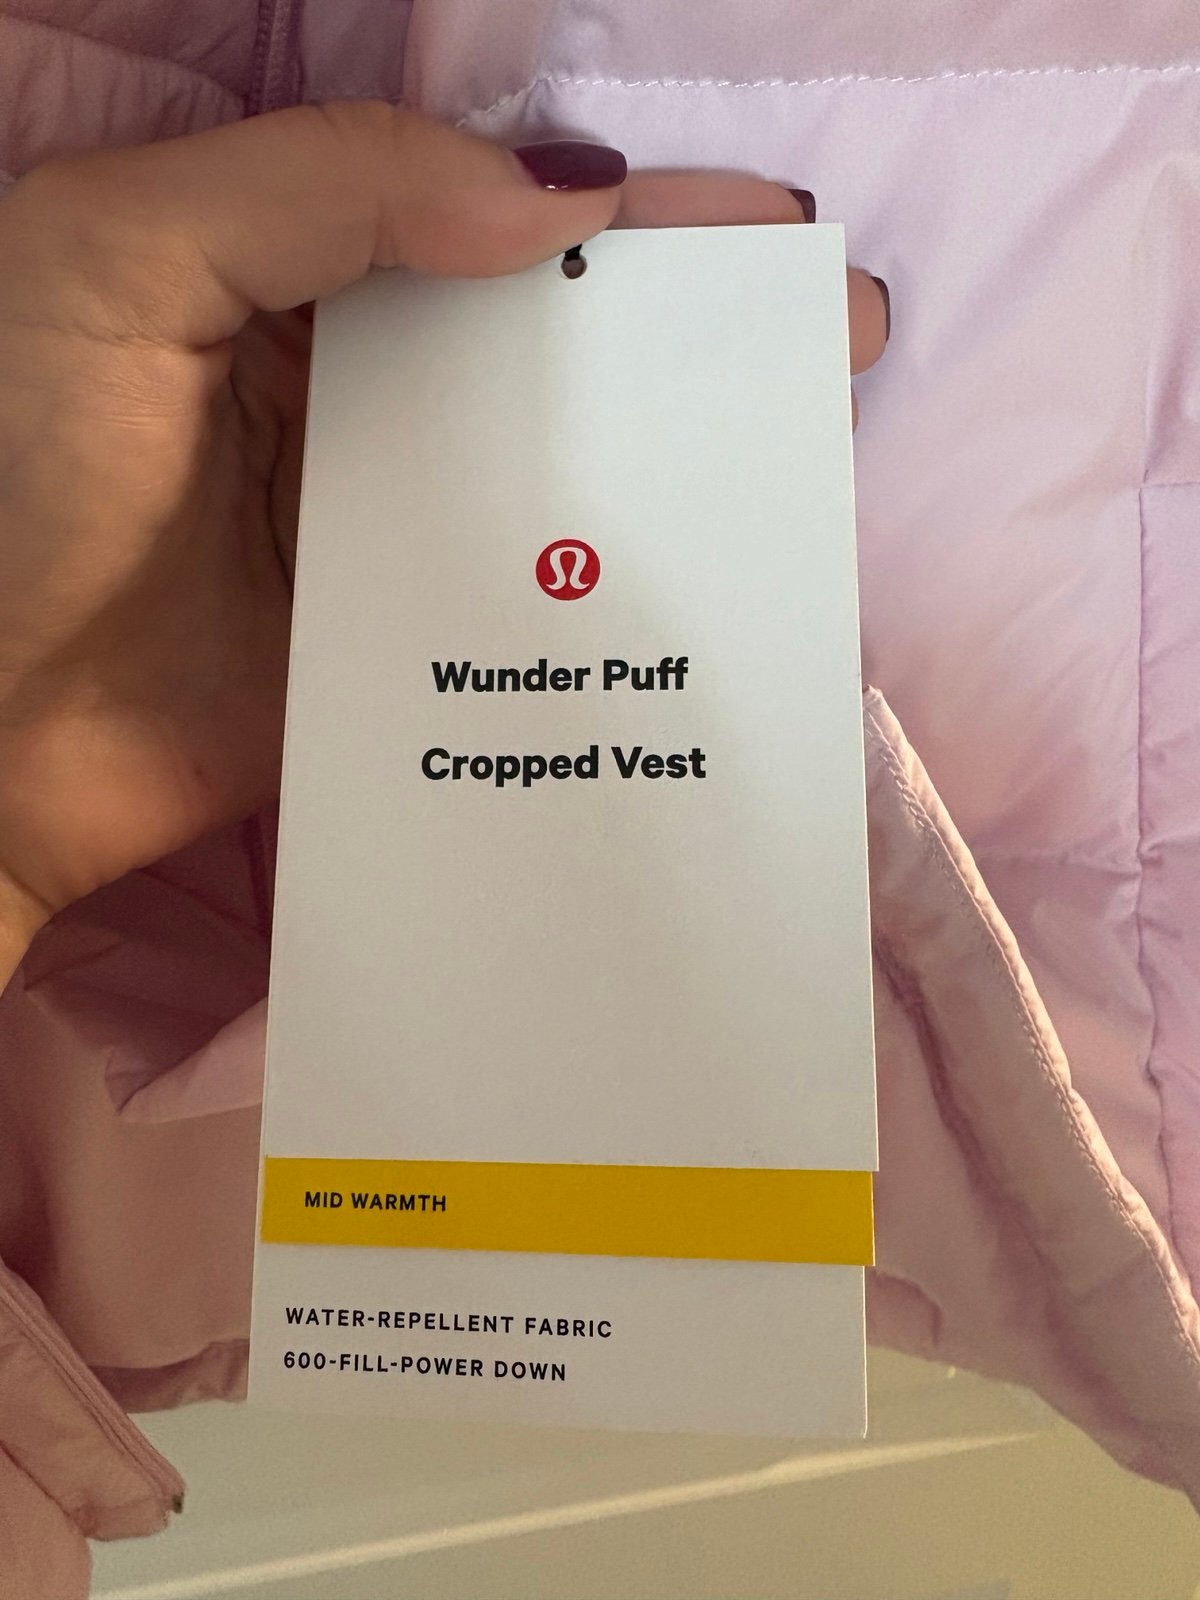 Wunder Puff
Cropped Vest
MID WARMTH
WATER-REPELLENT FABRIC
600-FILL-POWER DOWN